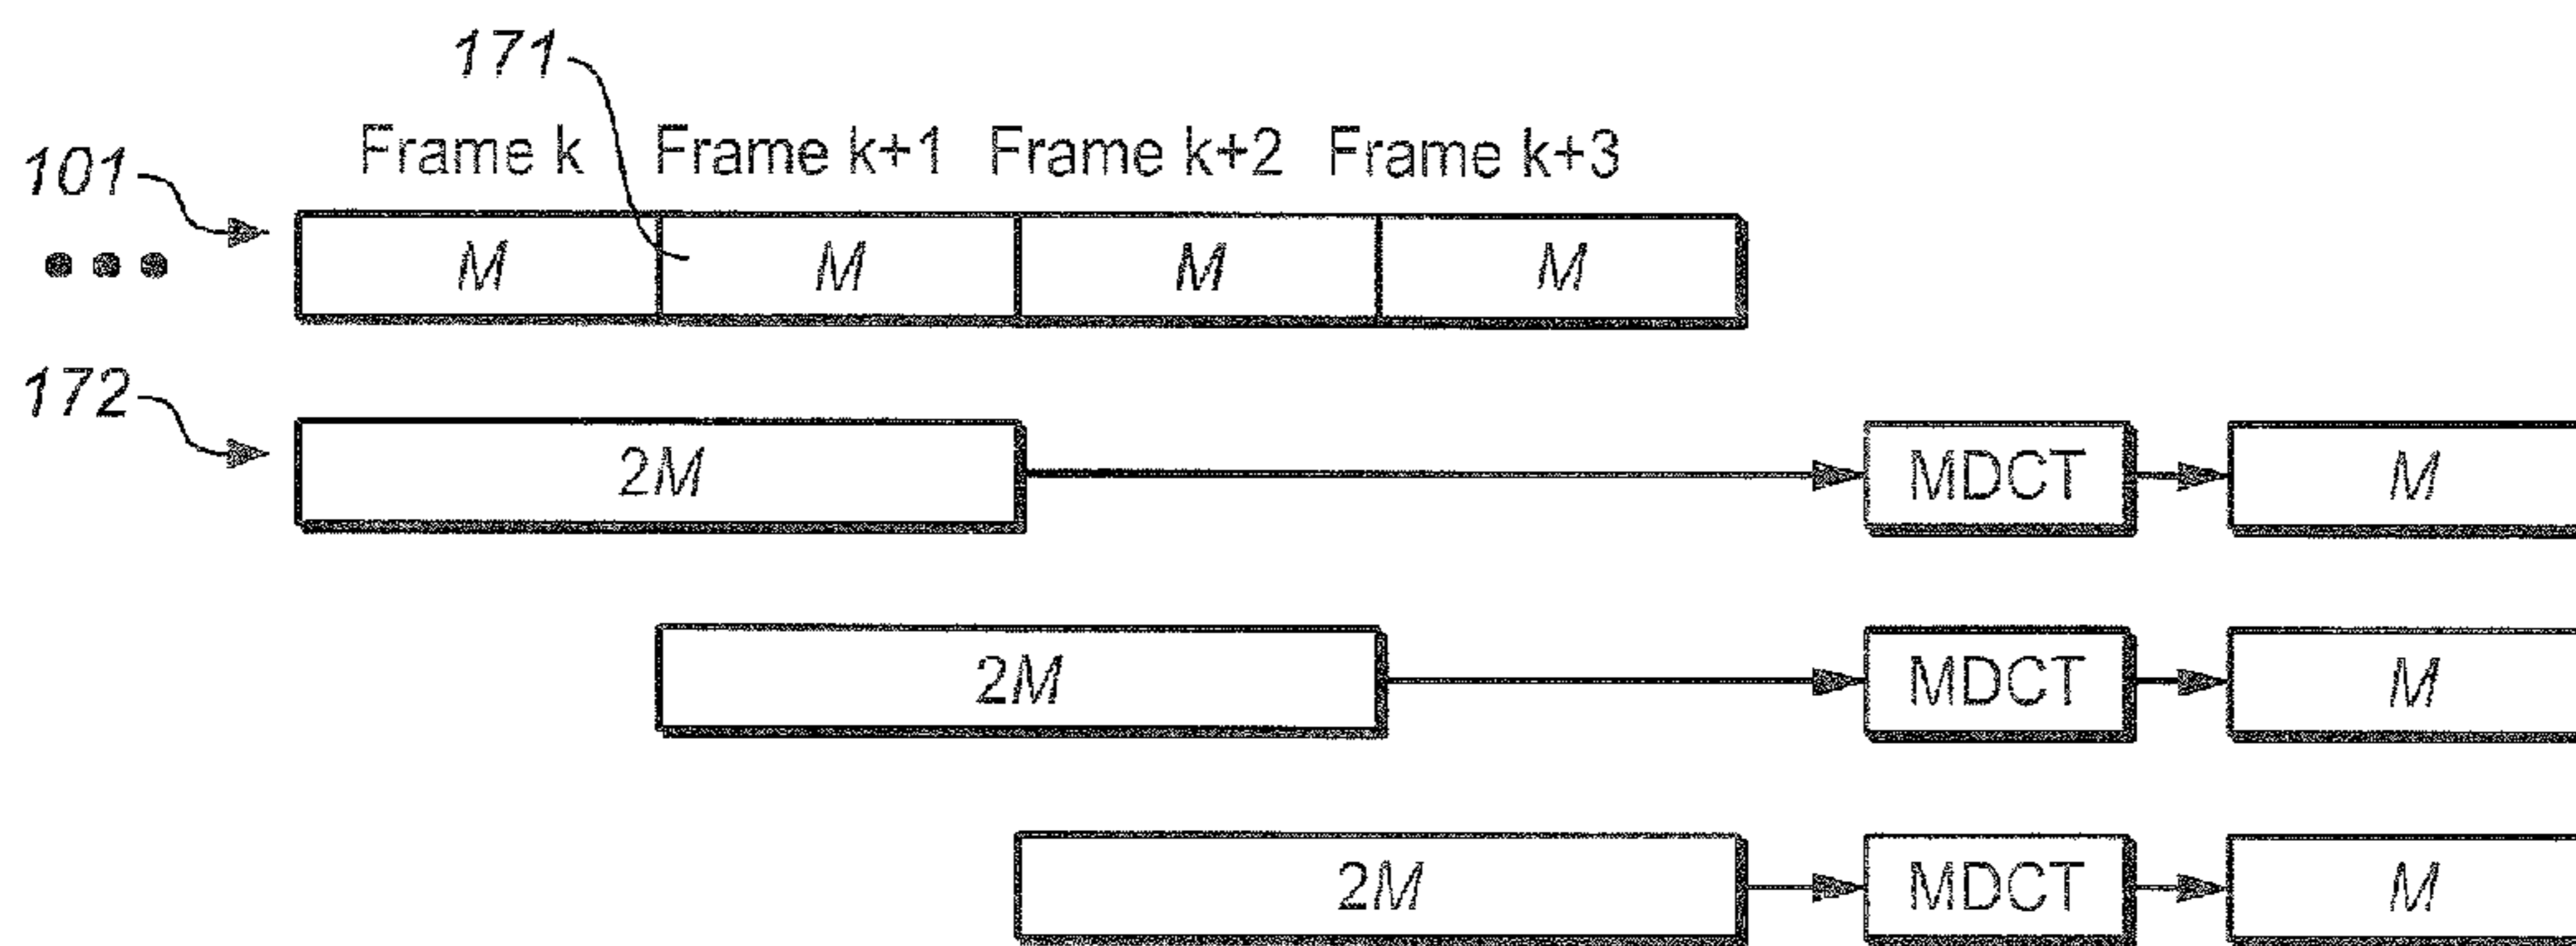 171
Frame k Frame k+1 Frame k+2 Frame k+3
101
M M M M
172
2M MDCT M
2M MDCT M
2M MDCT M